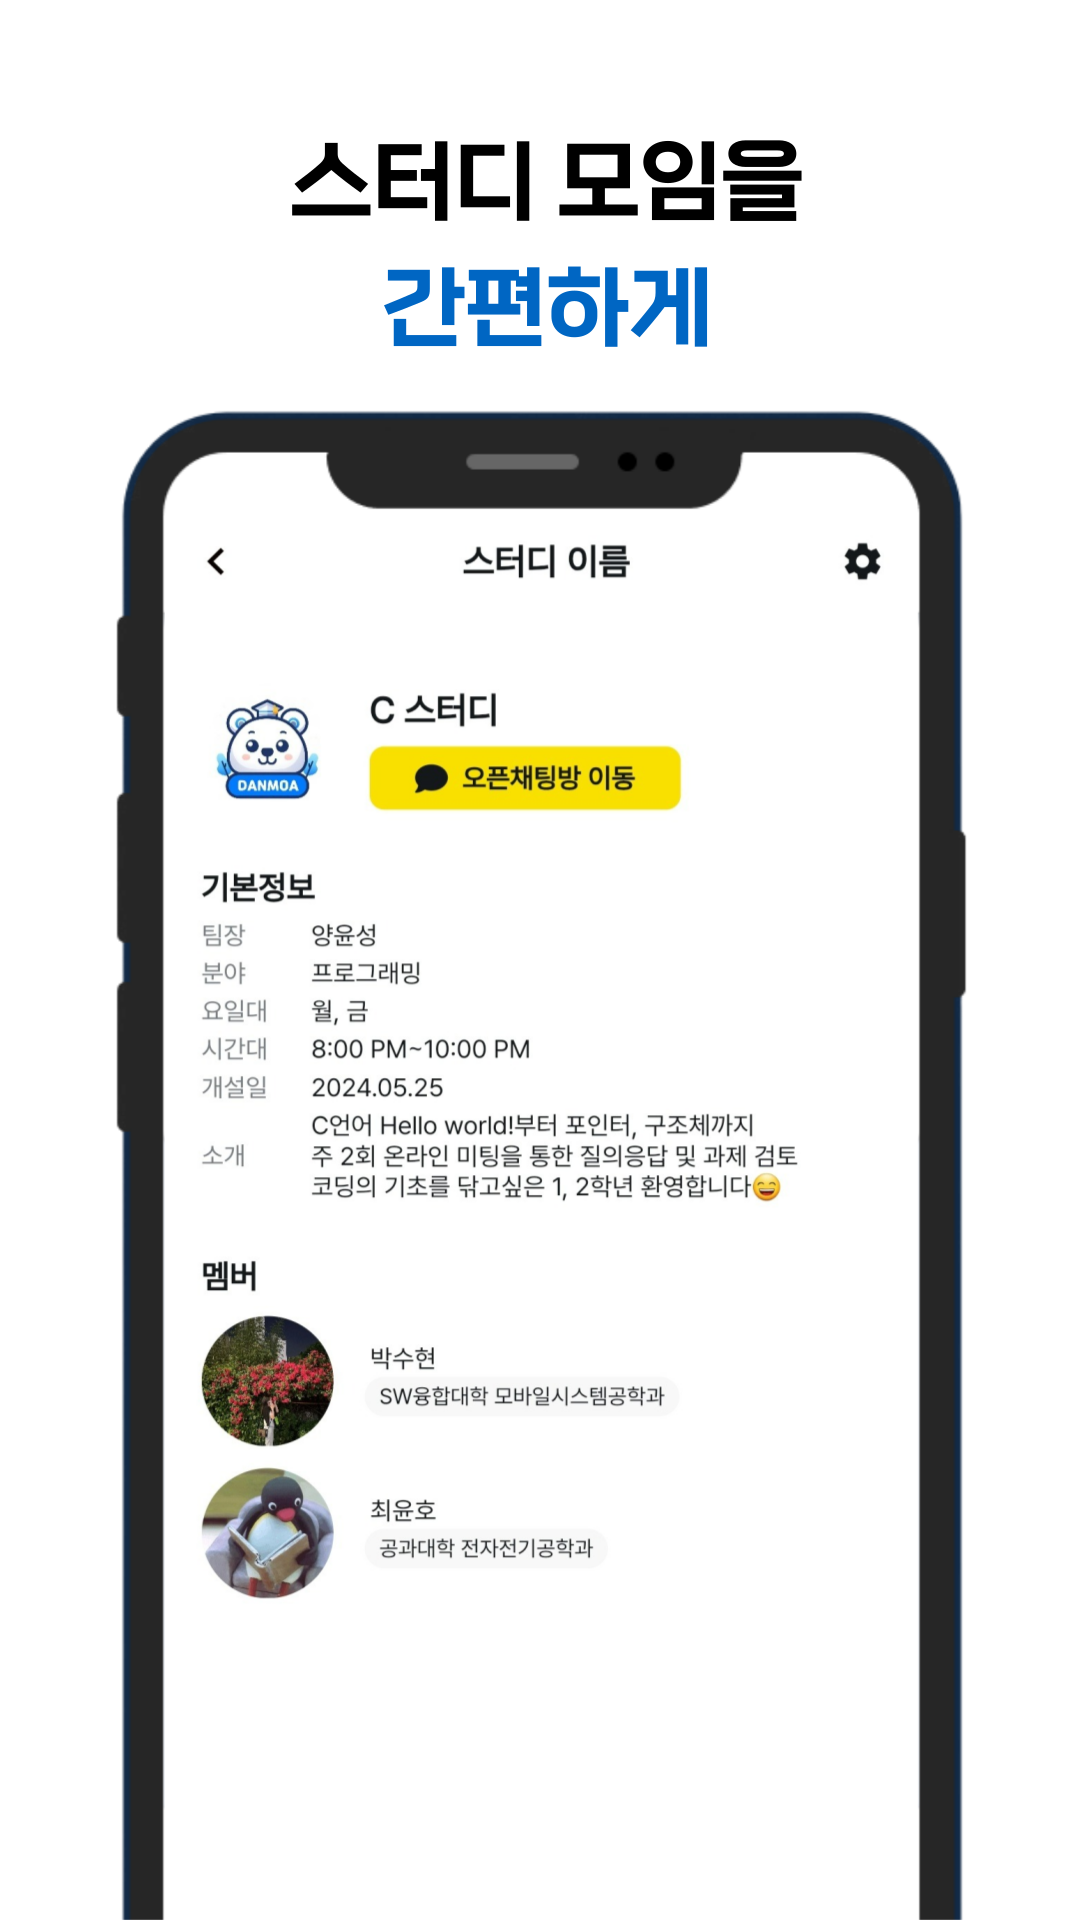 스터디 모임을
간편하게
스터디 이름
C 스터디
DANMOA
오픈채팅방 이동
기본정보
팀장 양윤성
분야 프로그래밍
요일대 월, 금
시간대 8:00 PM~10:00 PM
개설일 2024.05.25
소개 C언어 Hello world!부터 포인터, 구조체까지
주 2회 온라인 미팅을 통한 질의응답 및 과제 검토
코딩의 기초를 닦고싶은 1, 2학년 환영합니다😄
멤버
박수현
SW융합대학 모바일시스템공학과
최윤호
공과대학 전자전기공학과